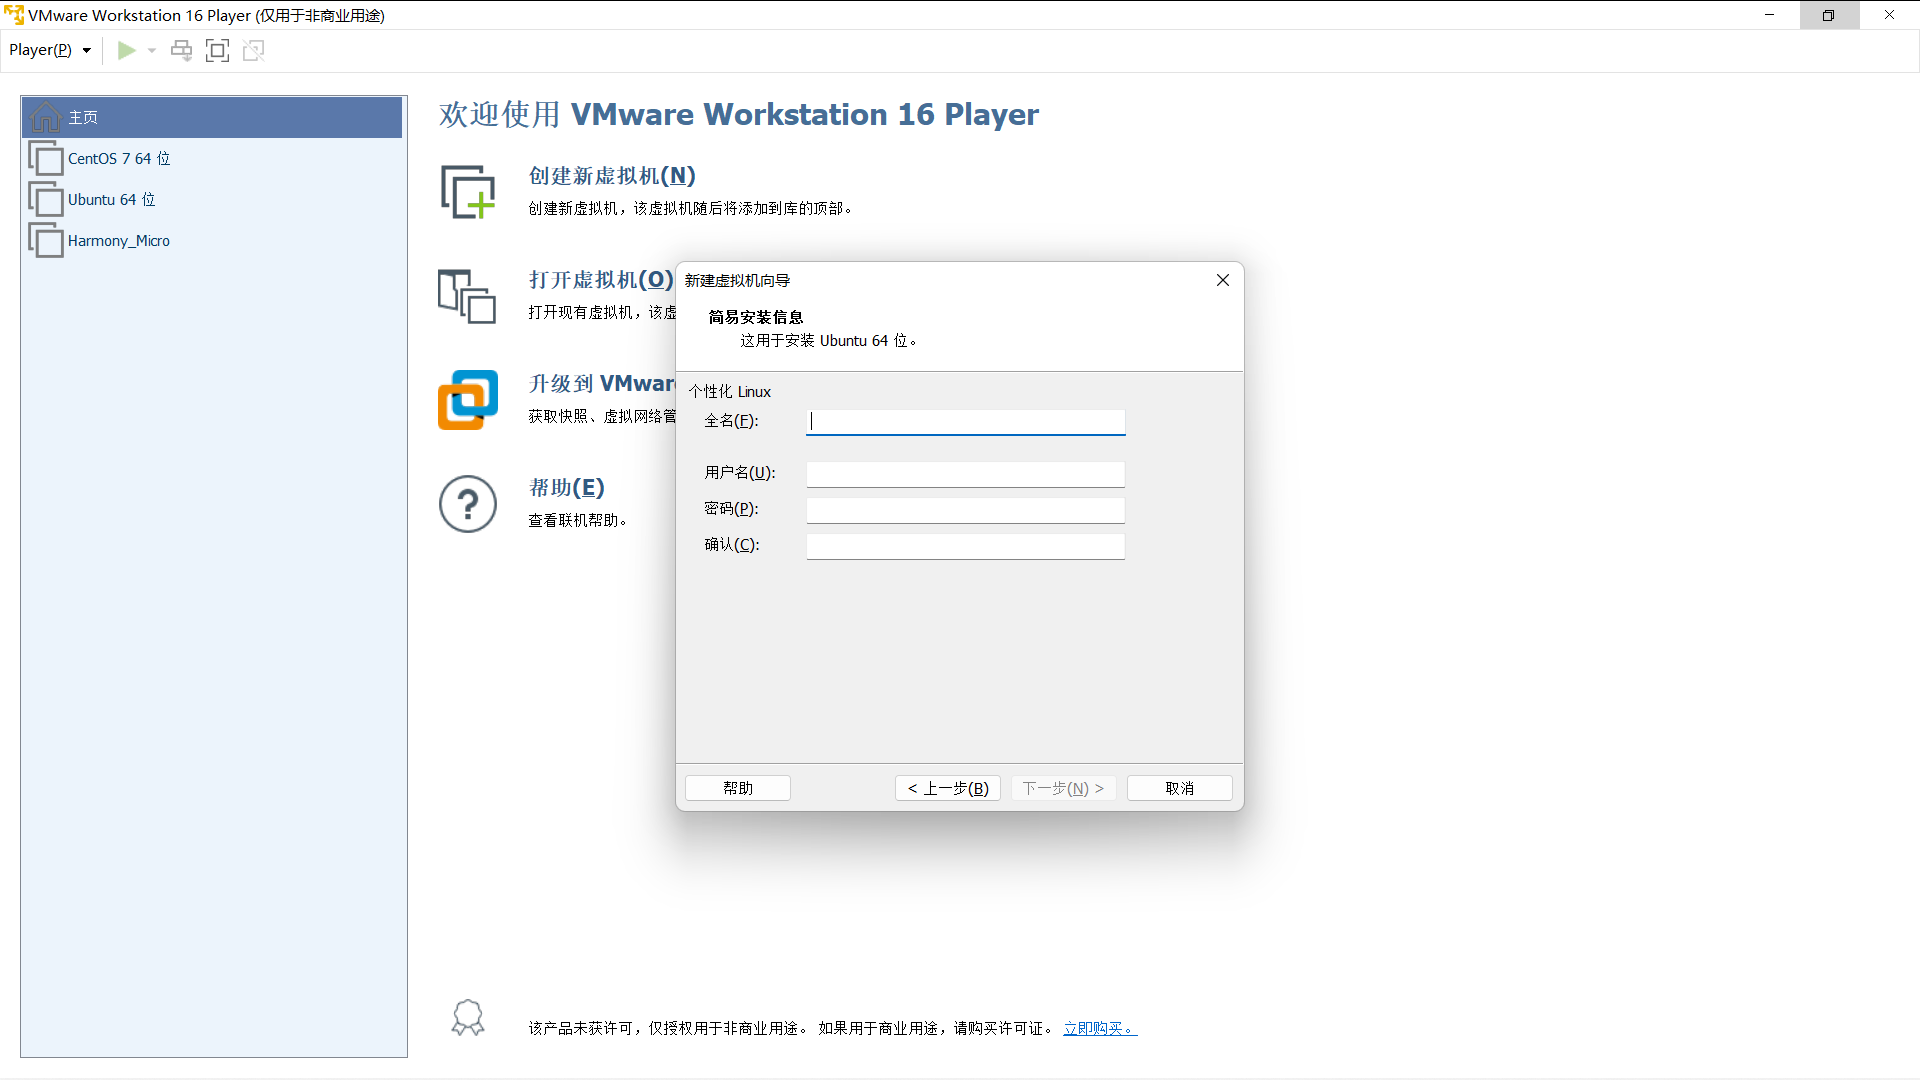 VMware Workstation 16 Player (仅用于非商业用途)
Player(P)
主页
CentOS 7 64 位
Ubuntu 64 位
Harmony_Micro
欢迎使用 VMware Workstation 16 Player
创建新虚拟机(N)
创建新虚拟机，该虚拟机随后将添加到库的顶部。
打开虚拟机(O)
打开现有虚拟机，该虚
升级到 VMwar
获取快照、虚拟网络管
帮助(E)
查看联机帮助。
新建虚拟机向导
简易安装信息
这用于安装 Ubuntu 64 位。
个性化 Linux
全名(F):
用户名(U):
密码(P):
确认(C):
帮助
< 上一步(B)
下一步(N) >
取消
该产品未获许可，仅授权用于非商业用途。 如果用于商业用途，请购买许可证。 立即购买。